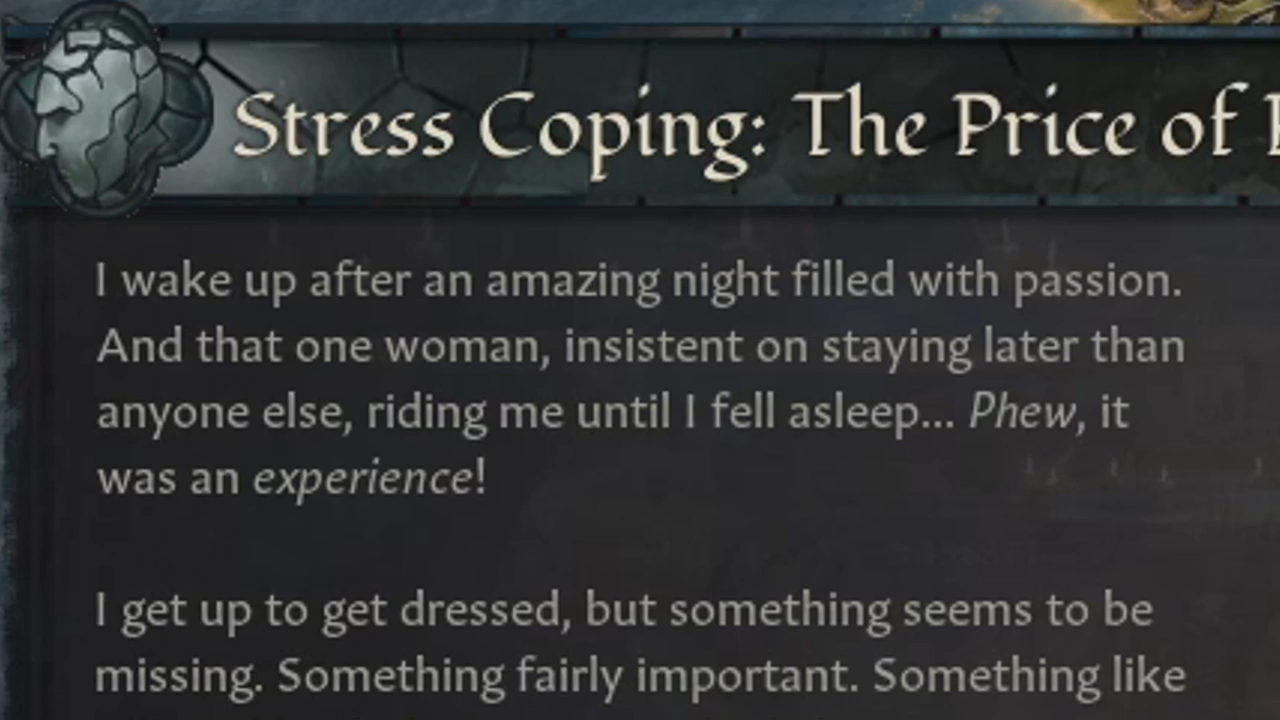 Stress Coping: The Price of
I wake up after an amazing night filled with passion.
And that one woman, insistent on staying later than
anyone else, riding me until I fell asleep... Phew, it
was an experience!
I get up to get dressed, but something seems to be
missing. Something fairly important. Something like